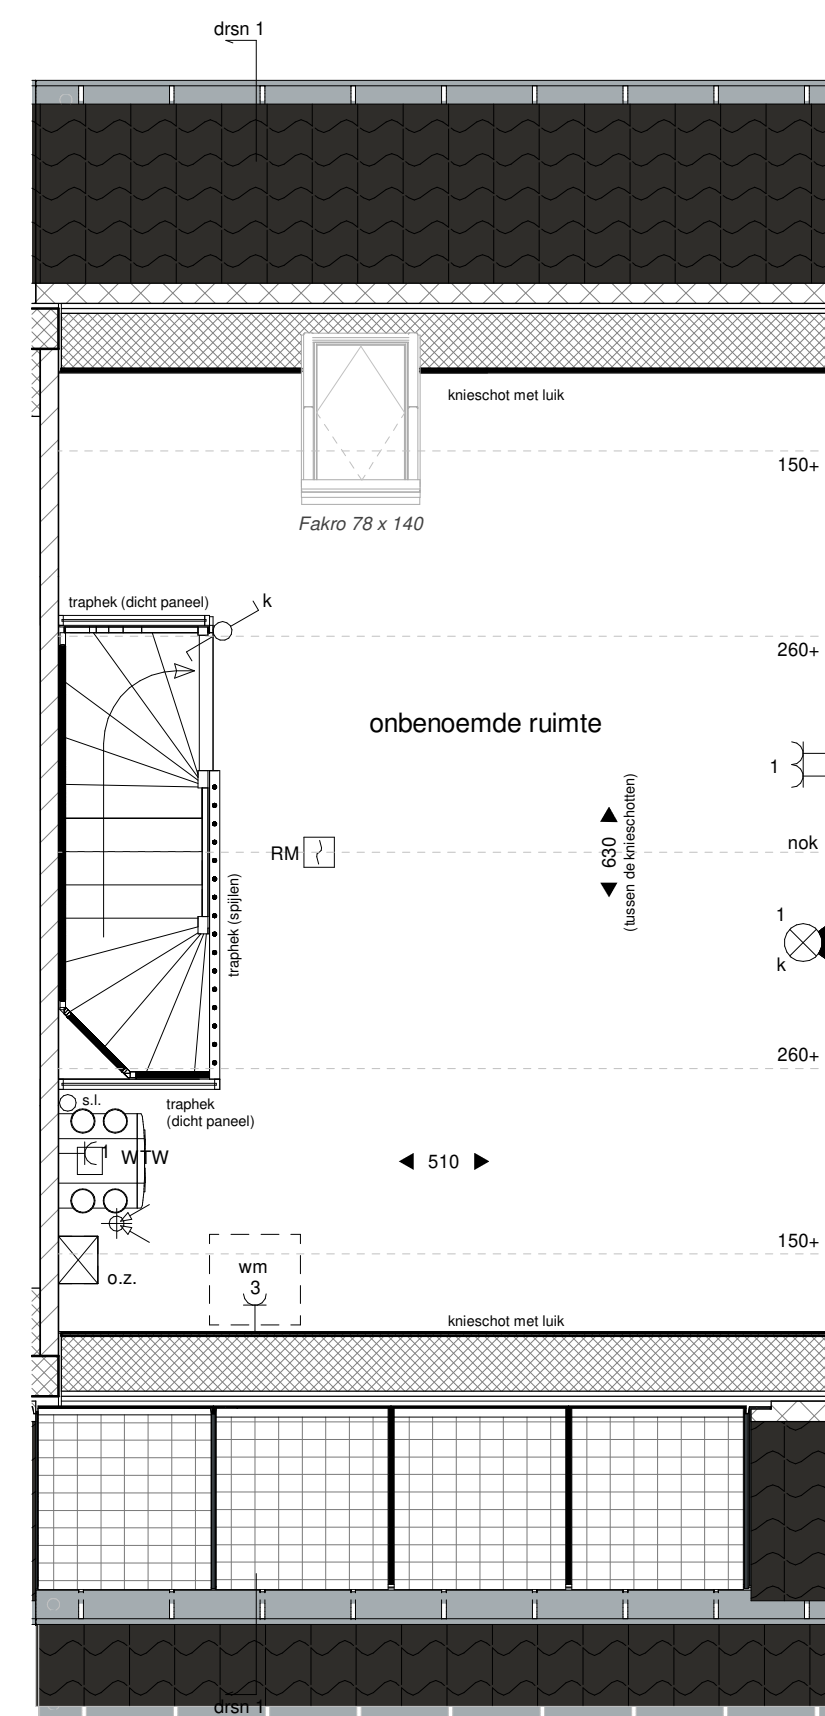 drsn 1
knieschot met luik
150+
Fakro 78 x 140
traphek (dicht paneel)
k
260+
onbenoemde ruimte
1
630
(tussen de knieschotten)
nok
RM
traphek (spijlen)
1
k
260+
s.l.
traphek
(dicht paneel)
1
WTW
510
150+
o.z.
wm
3
knieschot met luik
drsn 1